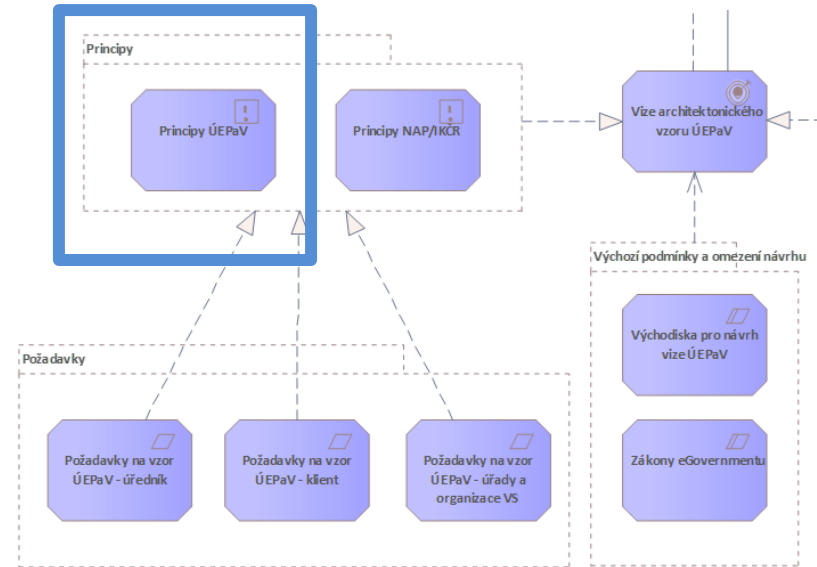 Principy
Principy ÚEPaV
Principy NAP/IKČR
Vize architektonického
vzoru ÚEPaV
Výchozí podmínky a omezení návrhu
Východiska pro návrh
vize ÚEPaV
Zákony eGovernmentu
Požadavky
Požadavky na vzor
ÚEPaV - úředník
Požadavky na vzor
ÚEPaV - klient
Požadavky na vzor
ÚEPaV - úřady a
organizace VS